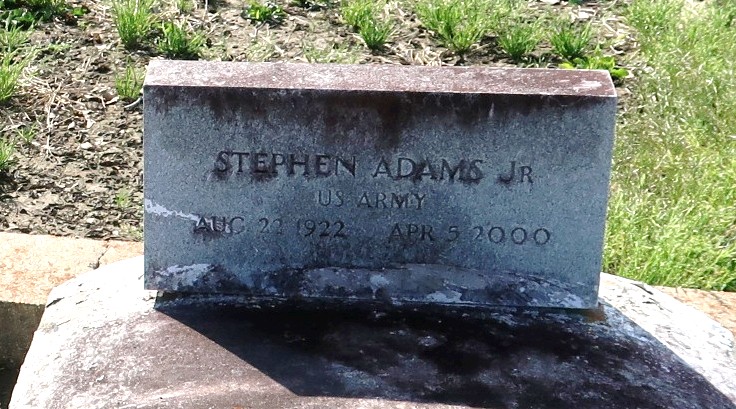 STEPHEN ADAMS JR
US ARMY
AUG 22 1922 APR 5 2000